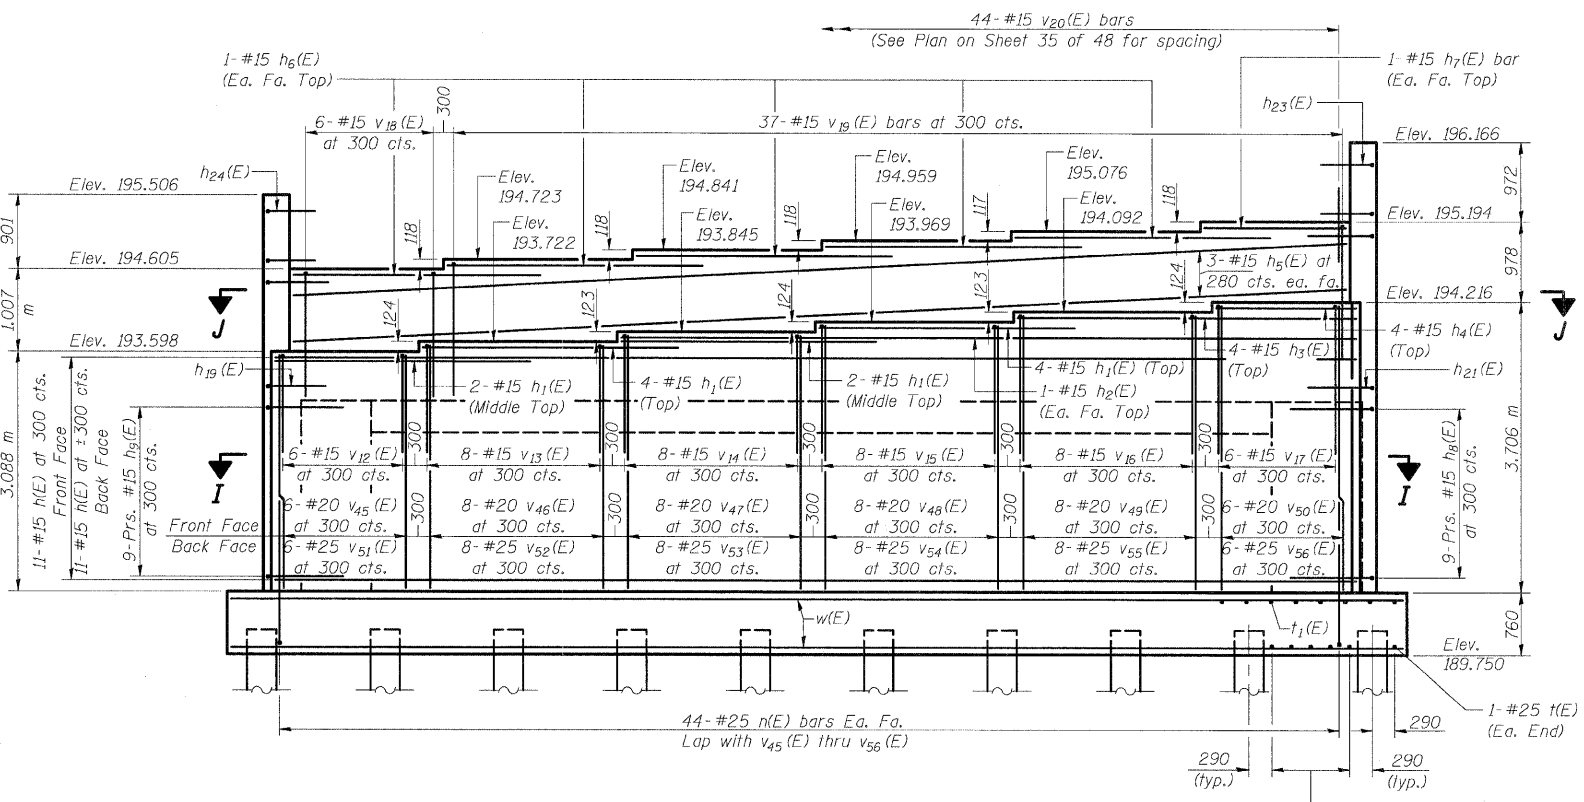 44-#15 v20(E) bars
(See Plan on Sheet 35 of 48 for spacing)
1-#15 h6(E)
(Ea. Fa. Top)
1-#15 h7(E) bar
(Ea. Fa. Top)
300
h23(E)
6-#15 v18(E)
at 300 cts.
37-#15 v19(E) bars at 300 cts.
Elev. 196.166
h24(E)
Elev. 195.506
Elev.
194.723
Elev.
194.841
Elev.
194.959
Elev.
195.076
972
901
118
Elev.
193.722
118
Elev.
193.845
118
Elev.
193.969
117
Elev.
194.092
118
Elev. 195.194
Elev. 194.605
3-#15 h5(E) at
280 cts. ea. fa.
978
1.007
m
124
123
124
123
124
Elev. 194.216
J
J
Elev. 193.598
4-#15 h4(E)
(Top)
h19(E)
2-#15 h1(E)
(Middle Top)
4-#15 h1(E)
(Top)
2-#15 h1(E)
(Middle Top)
4-#15 h1(E) (Top)
1-#15 h2(E)
(Ea. Fa. Top)
4-#15 h3(E)
(Top)
h21(E)
3.088 m
11-#15 h(E) at 300 cts.
Front Face
11-#15 h(E) at ±300 cts.
Back Face
9-Prs. #15 h9(E)
at 300 cts.
300
300
300
300
300
I
I
6-#15 v12(E)
at 300 cts.
8-#15 v13(E)
at 300 cts.
8-#15 v14(E)
at 300 cts.
8-#15 v15(E)
at 300 cts.
8-#15 v16(E)
at 300 cts.
6-#15 v17(E)
at 300 cts.
9-Prs. #15 h8(E)
at 300 cts.
3.706 m
Front Face
Back Face
6-#20 v45(E)
at 300 cts.
8-#20 v46(E)
at 300 cts.
8-#20 v47(E)
at 300 cts.
8-#20 v48(E)
at 300 cts.
8-#20 v49(E)
at 300 cts.
6-#20 v50(E)
at 300 cts.
300
300
300
300
300
6-#25 v51(E)
at 300 cts.
8-#25 v52(E)
at 300 cts.
8-#25 v53(E)
at 300 cts.
8-#25 v54(E)
at 300 cts.
8-#25 v55(E)
at 300 cts.
6-#25 v56(E)
at 300 cts.
w(E)
t1(E)
760
Elev.
189.750
44-#25 n(E) bars Ea. Fa.
Lap with v45(E) thru v56(E)
290
1-#25 t(E)
(Ea. End)
290
(typ.)
290
(typ.)